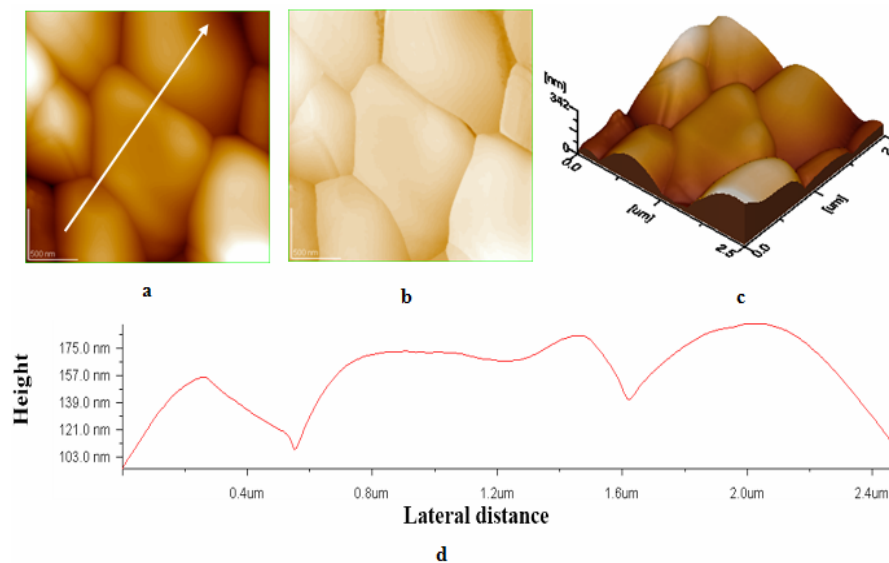 500 nm
500 nm
[nm]
342
0
0.0
[um]
2.5
0.0
[um]
a
b
c
Height
175.0 nm
157.0 nm
139.0 nm
121.0 nm
103.0 nm
0.4um
0.8um
1.2um
1.6um
2.0um
2.4um
Lateral distance
d